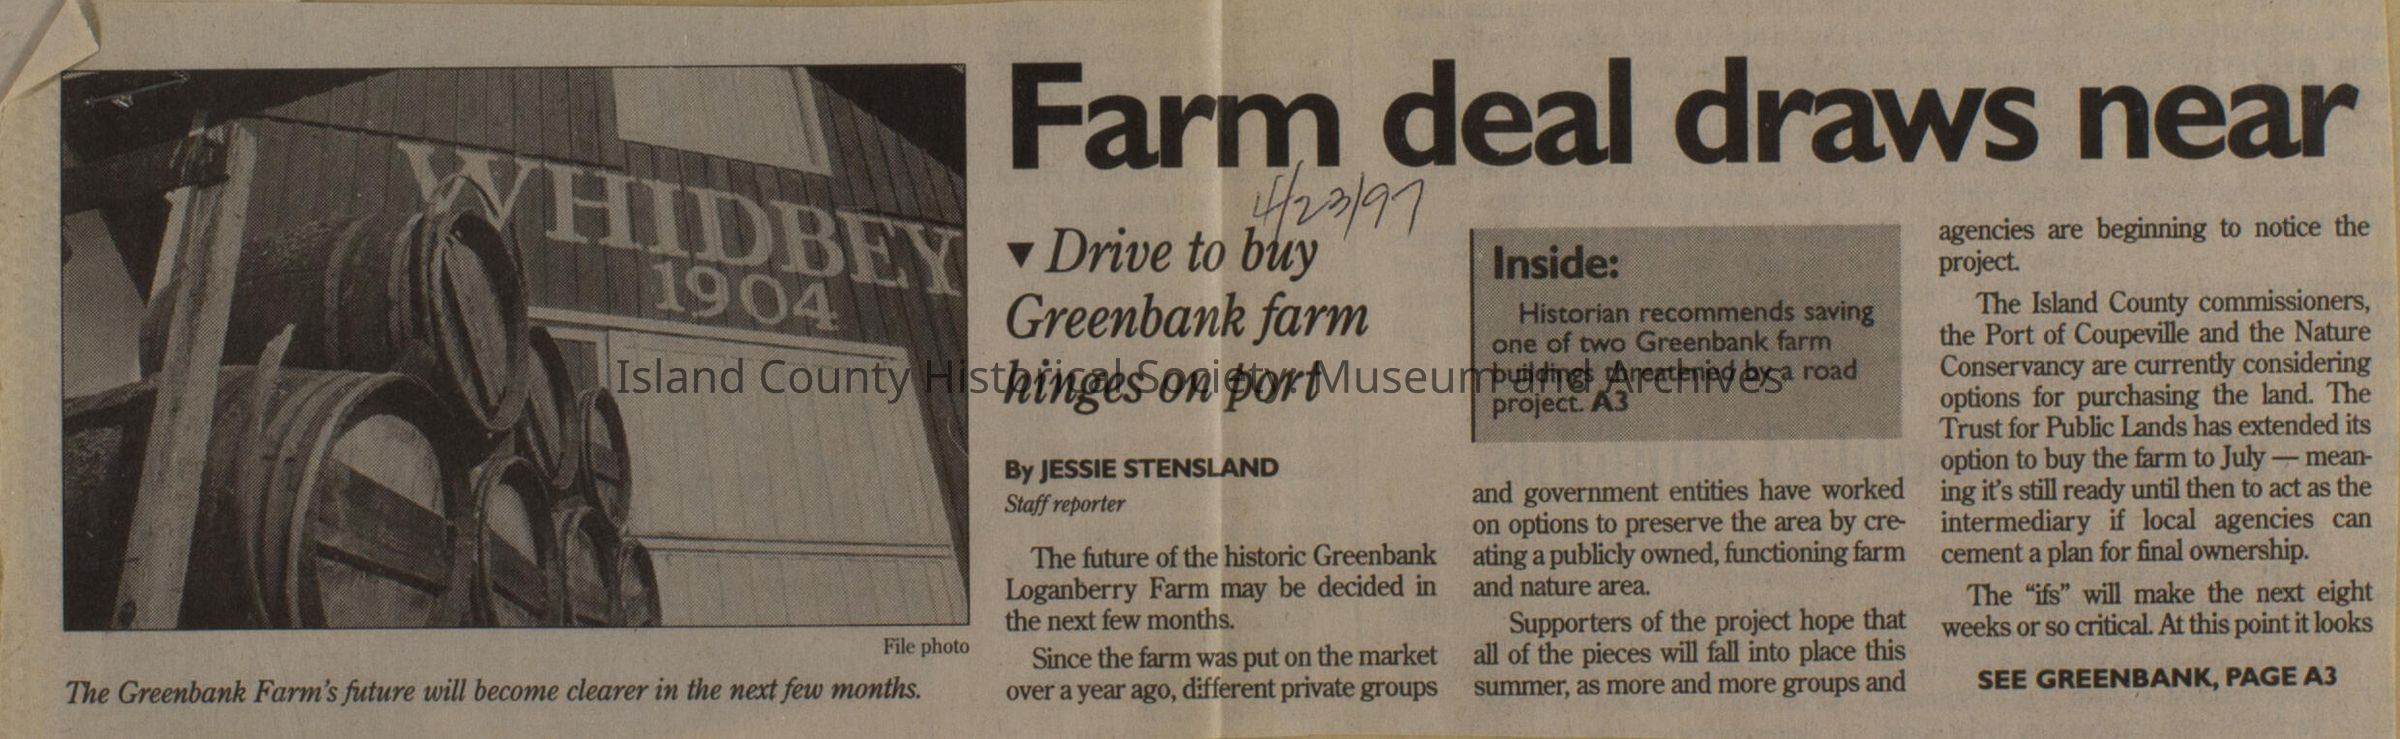 WHIDBEY
1904
File photo
The Greenbank Farm's future will become clearer in the next few months.
Farm deal draws near
4/23/97
▼ Drive to buy
Greenbank farm
hinges on port
By JESSIE STENSLAND
Staff reporter
The future of the historic Greenbank
Loganberry Farm may be decided in
the next few months.
Since the farm was put on the market
over a year ago, different private groups
Inside:
Historian recommends saving
one of two Greenbank farm
buildings threatened by a road
project. A3
and government entities have worked
on options to preserve the area by cre-
ating a publicly owned, functioning farm
and nature area.
Supporters of the project hope that
all of the pieces will fall into place this
summer, as more and more groups and
agencies are beginning to notice the
project.
The Island County commissioners,
the Port of Coupeville and the Nature
Conservancy are currently considering
options for purchasing the land. The
Trust for Public Lands has extended its
option to buy the farm to July — mean-
ing it's still ready until then to act as the
intermediary if local agencies can
cement a plan for final ownership.
The “ifs” will make the next eight
weeks or so critical. At this point it looks
SEE GREENBANK, PAGE A3
Island County Historical Society, Museum and Archives